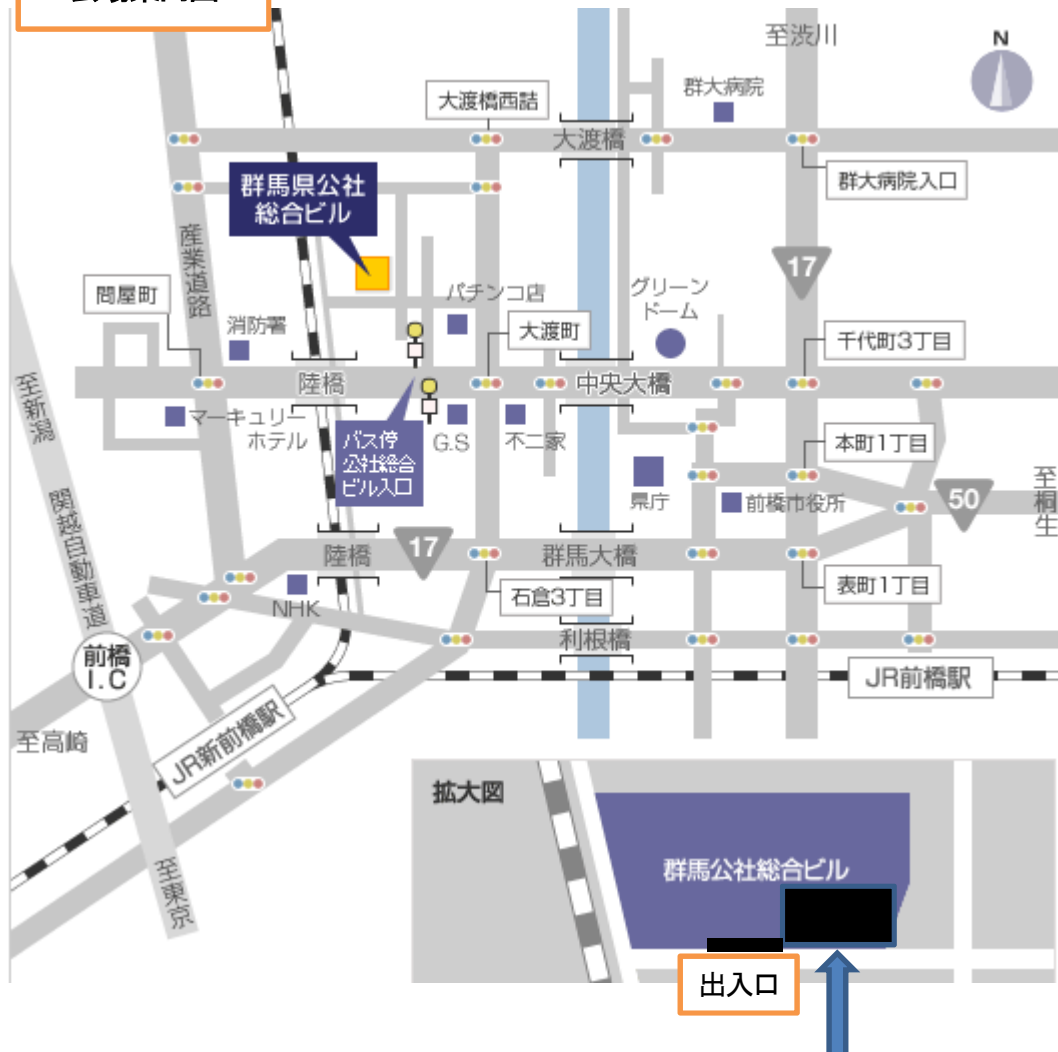 至渋川
N
群大病院
大渡橋西詰
大渡橋
群馬県公社
総合ビル
群大病院入口
産業道路
17
問屋町
パチンコ店
グリーン
ドーム
消防署
大渡町
千代町3丁目
至新潟
陸橋
中央大橋
マーキュリー
ホテル
バス停
公社総合
ビル入口
G.S
不二家
本町1丁目
県庁
前橋市役所
50
至桐生
関越自動車道
陸橋
17
群馬大橋
NHK
石倉3丁目
表町1丁目
利根橋
前橋
I.C
JR前橋駅
至高崎
JR新前橋駅
拡大図
群馬公社総合ビル
至東京
出入口